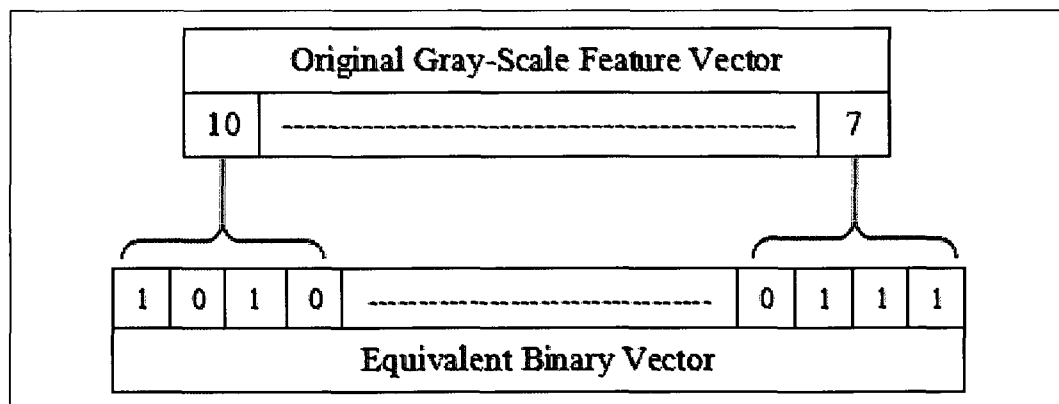 Original Gray-Scale Feature Vector
10 ---------------------------------------- 7
1 0 1 0 ---------------------------------------- 0 1 1 1
Equivalent Binary Vector